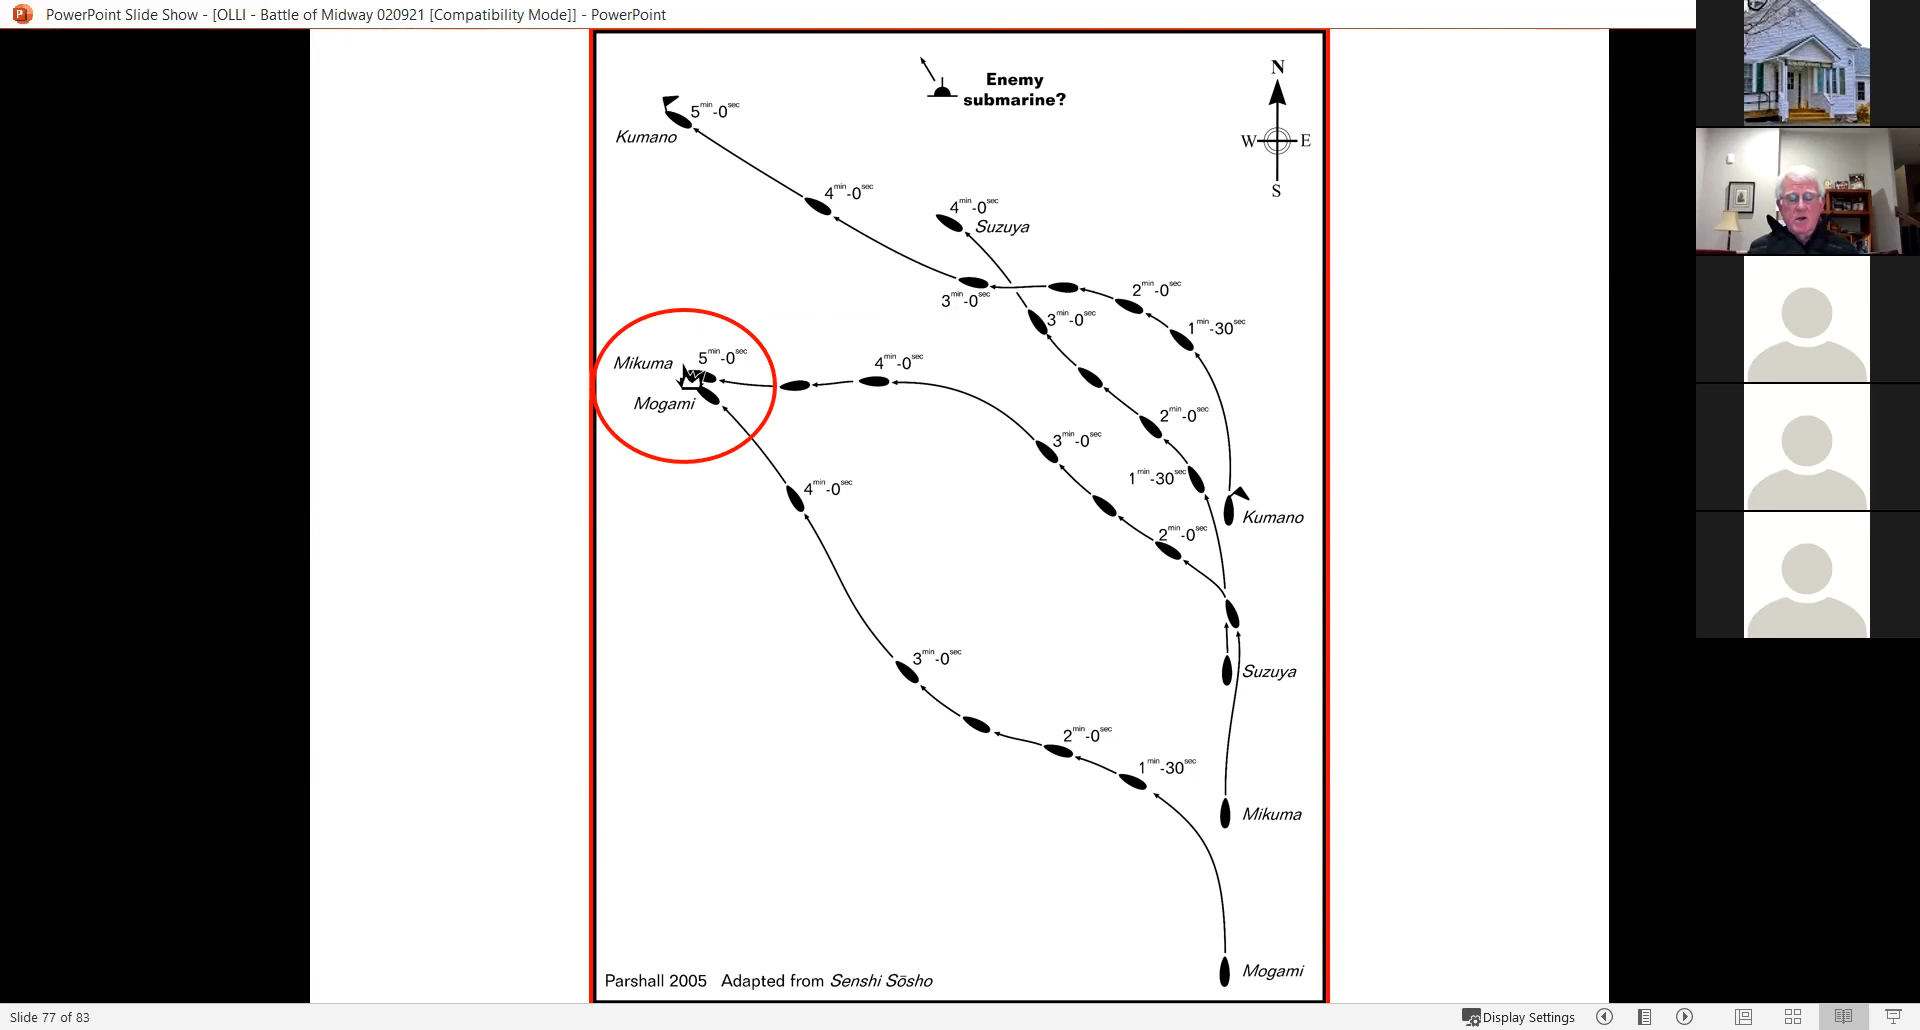 PowerPoint Slide Show - [OLLI - Battle of Midway 020921 [Compatibility Mode]] - PowerPoint
Enemy
submarine?
N
W E
S
5min-0sec
Kumano
4min-0sec
4min-0sec
Suzuya
3min-0sec
2min-0sec
3min-0sec
1min-30sec
Mikuma
5min-0sec
4min-0sec
Mogami
2min-0sec
3min-0sec
1min-30sec
4min-0sec
Kumano
2min-0sec
3min-0sec
Suzuya
2min-0sec
1min-30sec
Mikuma
Mogami
Parshall 2005 Adapted from Senshi Sōsho
Slide 77 of 83
Display Settings